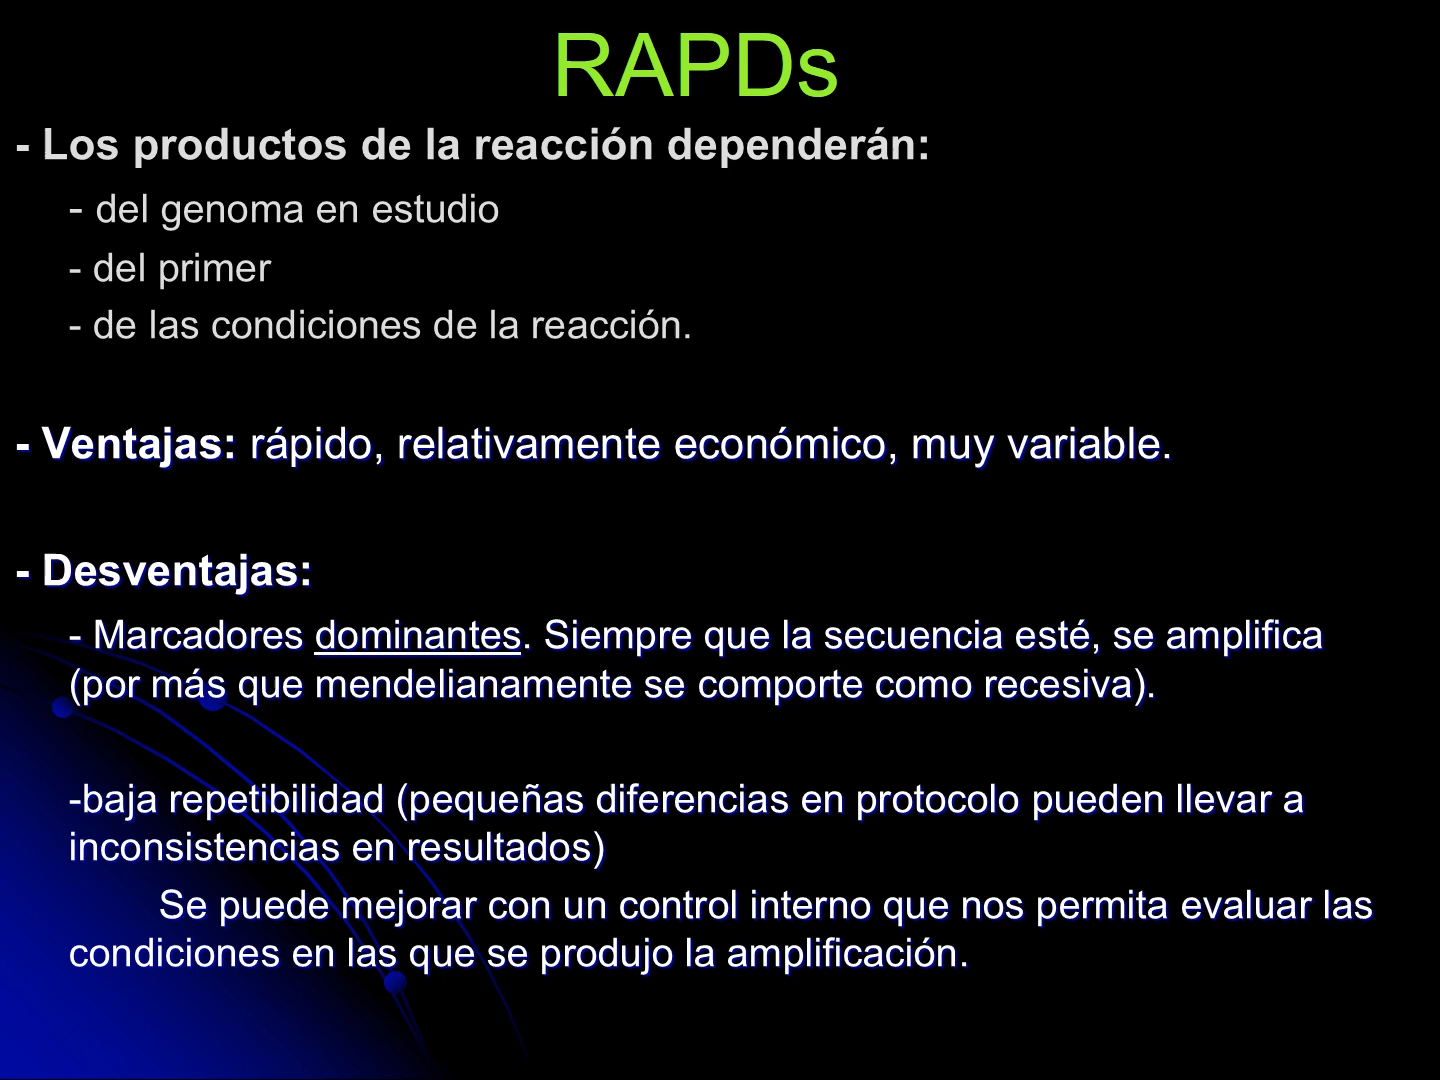 RAPDs
- Los productos de la reacción dependerán:
- del genoma en estudio
- del primer
- de las condiciones de la reacción.
- Ventajas: rápido, relativamente económico, muy variable.
- Desventajas:
- Marcadores dominantes. Siempre que la secuencia esté, se amplifica
(por más que mendelianamente se comporte como recesiva).
-baja repetibilidad (pequeñas diferencias en protocolo pueden llevar a
inconsistencias en resultados)
Se puede mejorar con un control interno que nos permita evaluar las
condiciones en las que se produjo la amplificación.